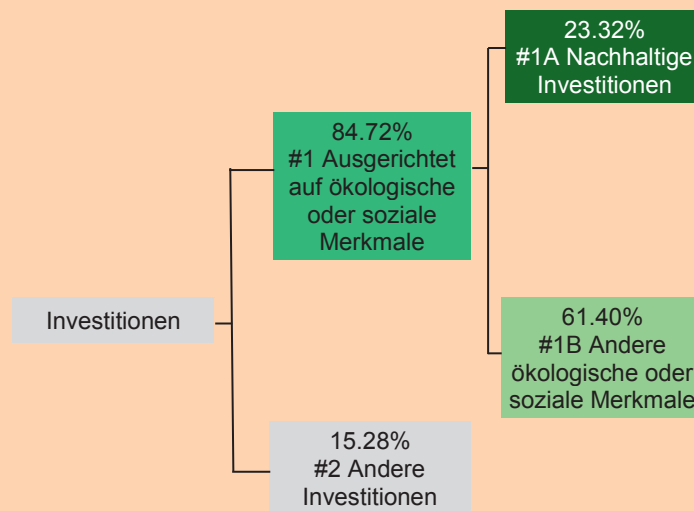 23.32%
#1A Nachhaltige
Investitionen
84.72%
#1 Ausgerichtet
auf ökologische
oder soziale
Merkmale
Investitionen
61.40%
#1B Andere
ökologische oder
soziale Merkmale
15.28%
#2 Andere
Investitionen